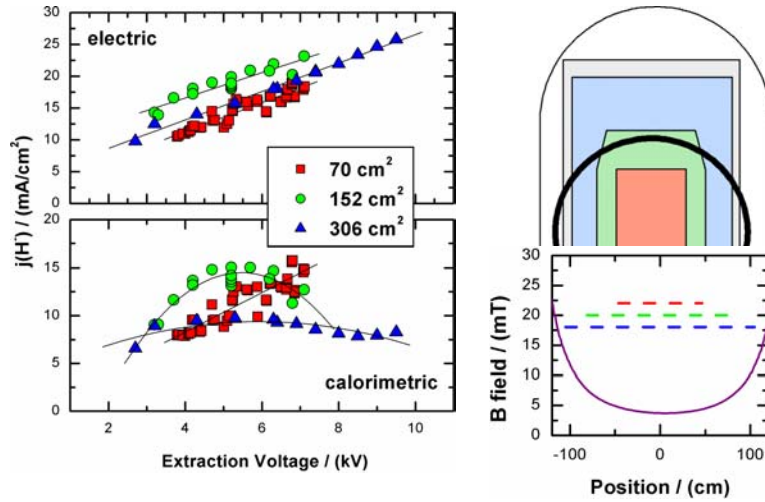 electric
30
25
20
15
10
5
0
70 cm²
152 cm²
306 cm²
j(H⁻) / (mA/cm²)
20
15
10
5
0
calorimetric
2 4 6 8 10
Extraction Voltage / (kV)
30
25
20
15
10
5
0
B field / (mT)
-100 0 100
Position / (cm)